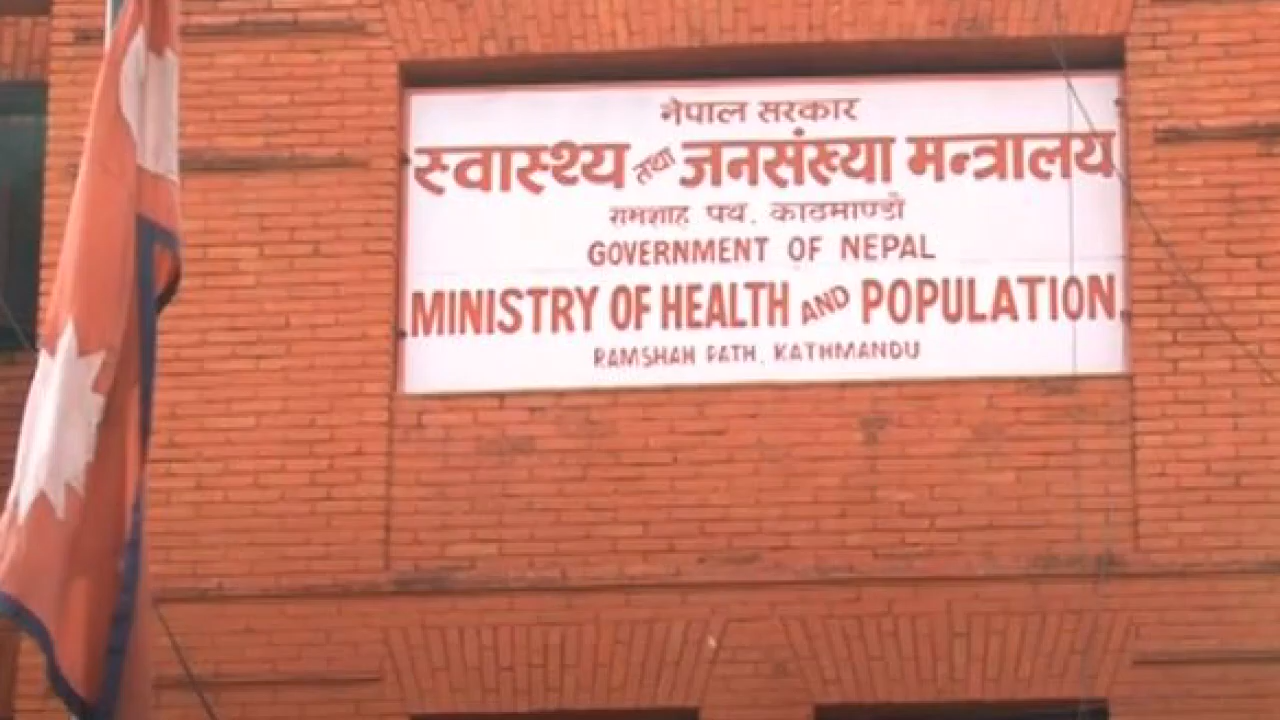 नेपाल सरकार
स्वास्थ्य तथा जनसंख्या मन्त्रालय
रामशाह पथ, काठमाण्डौ
GOVERNMENT OF NEPAL
MINISTRY OF HEALTH AND POPULATION
RAMSHAH PATH, KATHMANDU